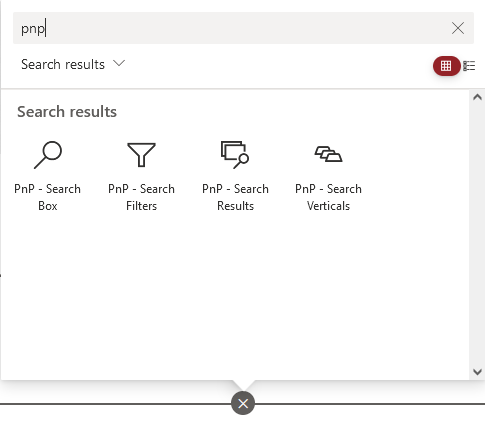 pnp
Search results
Search results
PnP - Search
Box
PnP - Search
Filters
PnP - Search
Results
PnP - Search
Verticals